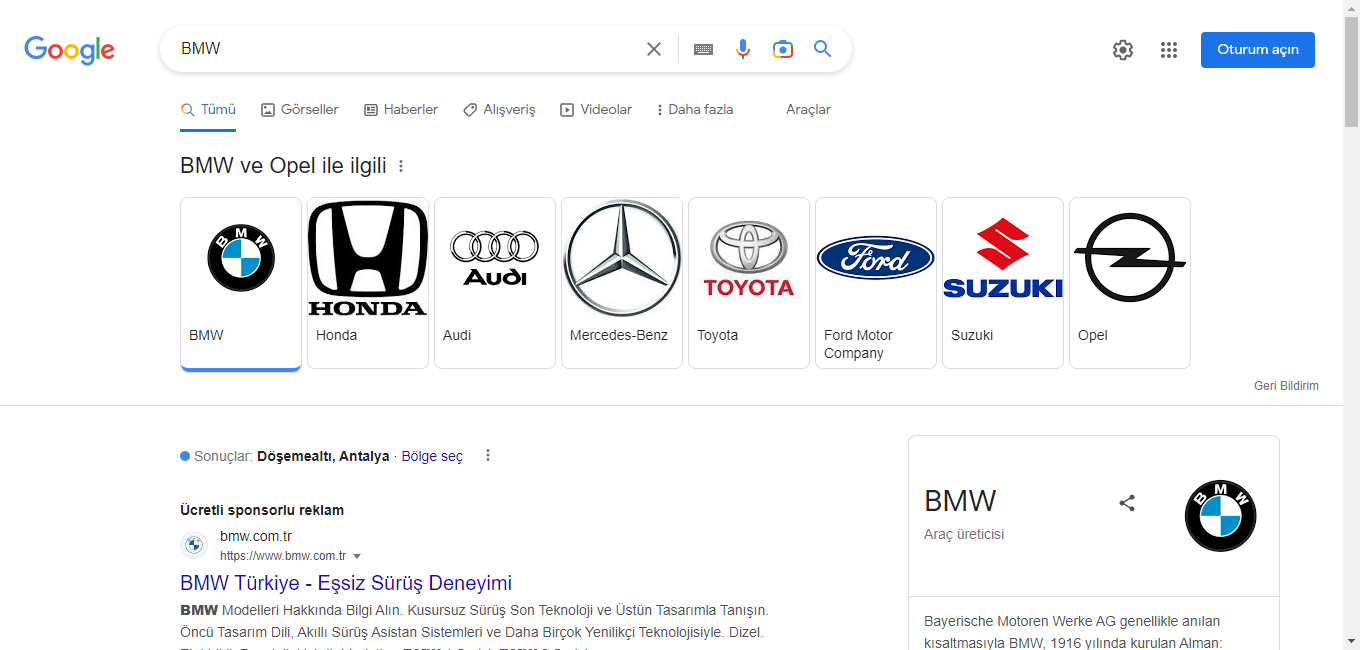 Google
BMW
Oturum açın
Tümü
Görseller
Haberler
Alışveriş
Videolar
Daha fazla
Araçlar
BMW ve Opel ile ilgili
BMW
HONDA
Audi
TOYOTA
Ford
SUZUKI
BMW
Honda
Audi
Mercedes-Benz
Toyota
Ford Motor
Company
Suzuki
Opel
Geri Bildirim
Sonuçlar: Döşemealtı, Antalya · Bölge seç
Ücretli sponsorlu reklam
bmw.com.tr
https://www.bmw.com.tr
BMW Türkiye - Eşsiz Sürüş Deneyimi
BMW Modelleri Hakkında Bilgi Alın. Kusursuz Sürüş Son Teknoloji ve Üstün Tasarımla Tanışın.
Öncü Tasarım Dili, Akıllı Sürüş Asistan Sistemleri ve Daha Birçok Yenilikçi Teknolojisiyle. Dizel.
BMW
Araç üreticisi
BMW
Bayerische Motoren Werke AG genellikle anılan
kısaltmasıyla BMW, 1916 yılında kurulan Alman: